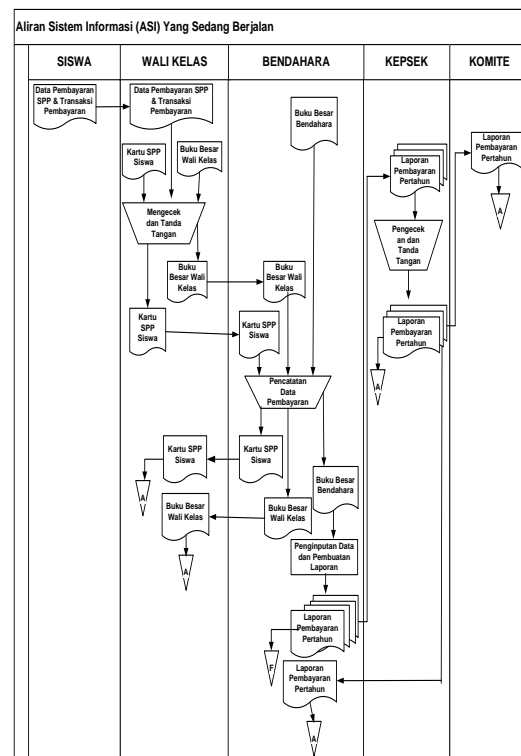 Aliran Sistem Informasi (ASI) Yang Sedang Berjalan
SISWA
WALI KELAS
BENDAHARA
KEPSEK
KOMITE
Data Pembayaran
SPP & Transaksi
Pembayaran
Data Pembayaran SPP
& Transaksi
Pembayaran
Kartu SPP
Siswa
Buku Besar
Wali Kelas
Mengecek
dan Tanda
Tangan
Buku
Besar Wali
Kelas
Kartu
SPP
Siswa
Kartu SPP
Siswa
A
Buku Besar
Wali Kelas
A
Buku Besar
Bendahara
Buku
Besar Wali
Kelas
Kartu SPP
Siswa
Pencatatan
Data
Pembayaran
Kartu SPP
Siswa
Buku Besar
Bendahara
Buku Besar
Wali Kelas
Penginputan Data
dan Pembuatan
Laporan
Laporan
Pembayaran
Pertahun
F
Laporan
Pembayaran
Pertahun
A
Laporan
Pembayaran
Pertahun
Pengecek
an dan
Tanda
Tangan
Laporan
Pembayaran
Pertahun
A
Laporan
Pembayaran
Pertahun
A